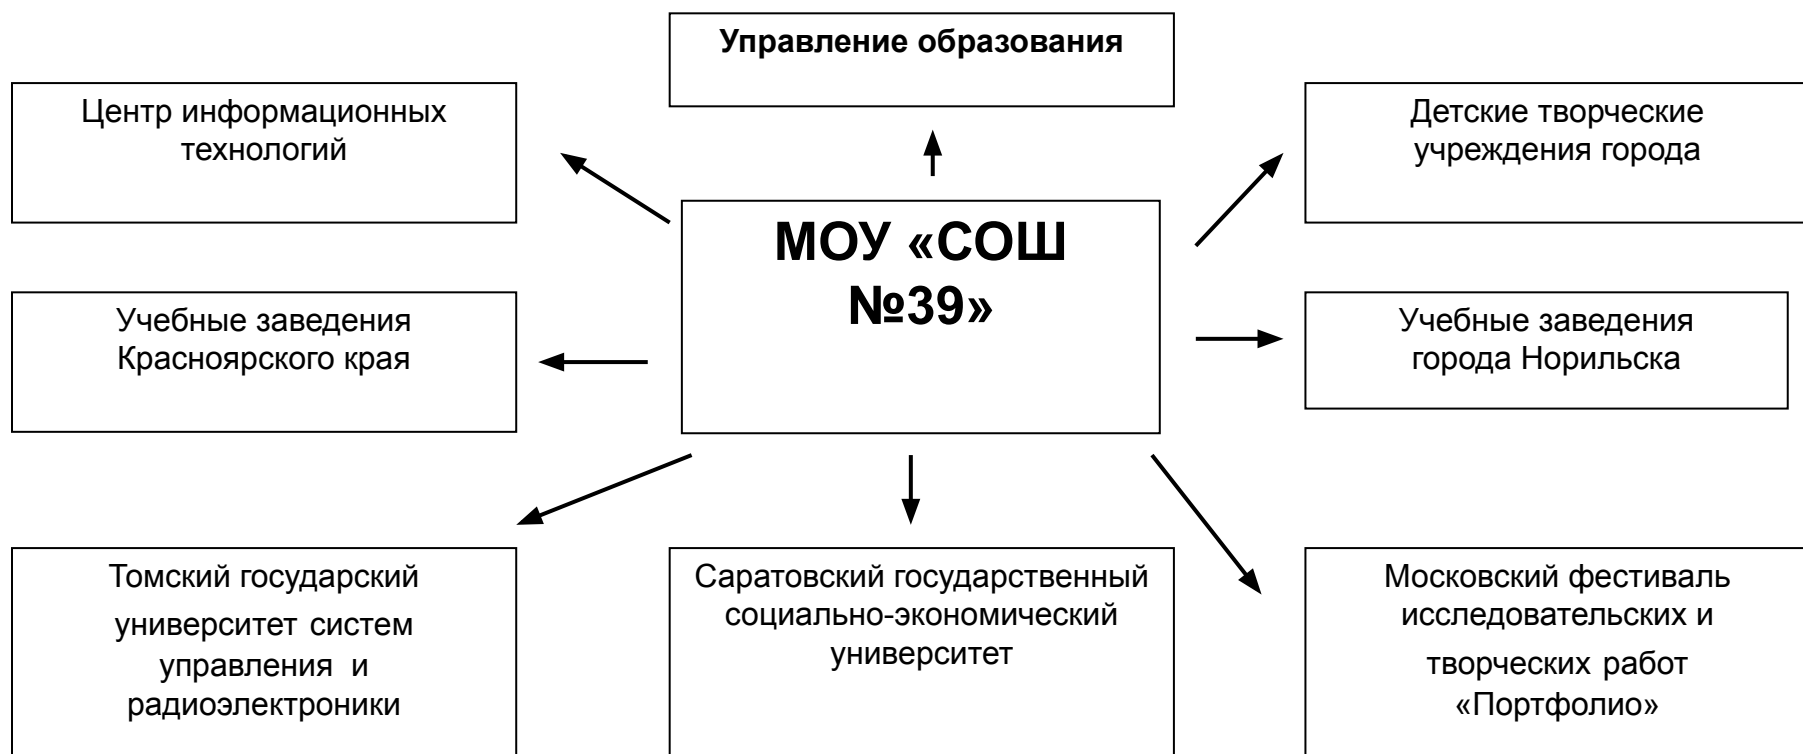 Управление образования
Центр информационных
технологий
Детские творческие
учреждения города
МОУ «СОШ
№39»
Учебные заведения
Красноярского края
Учебные заведения
города Норильска
Томский государский
университет систем
управления и
радиоэлектроники
Саратовский государственный
социально-экономический
университет
Московский фестиваль
исследовательских и
творческих работ
«Портфолио»